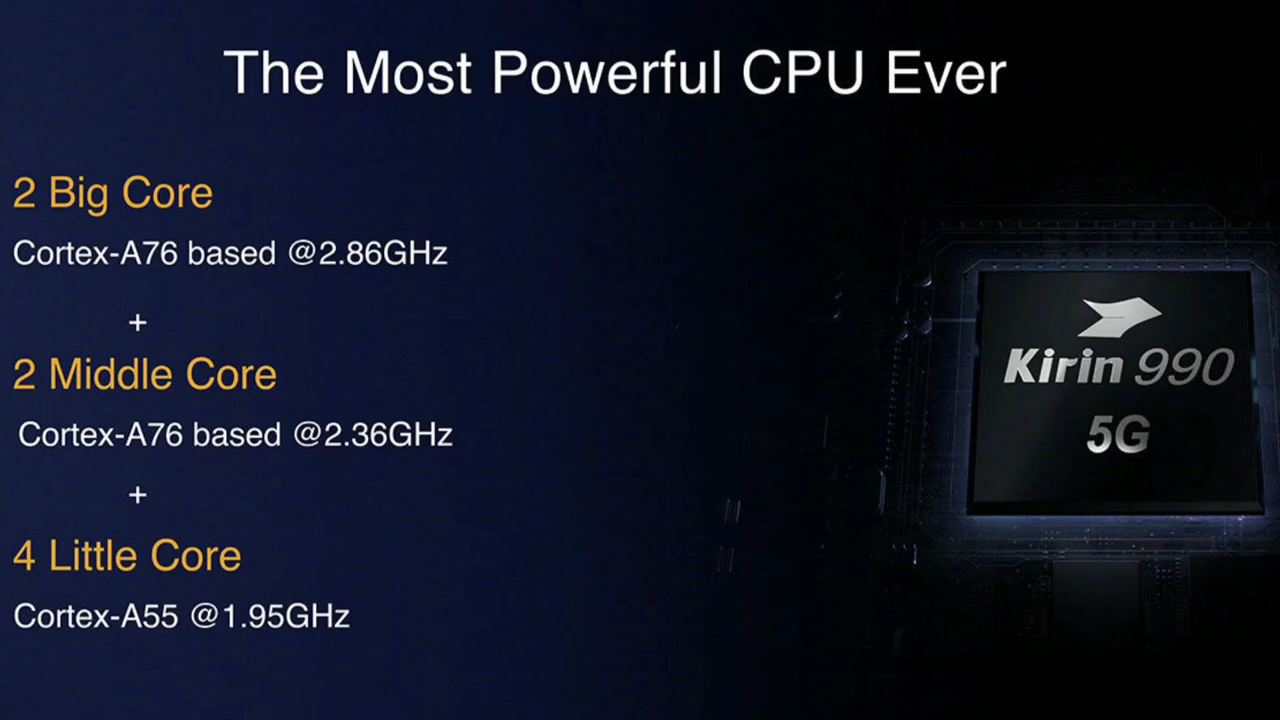 The Most Powerful CPU Ever
2 Big Core
Cortex-A76 based @2.86GHz
+
2 Middle Core
Cortex-A76 based @2.36GHz
+
4 Little Core
Cortex-A55 @1.95GHz
Kirin 990
5G